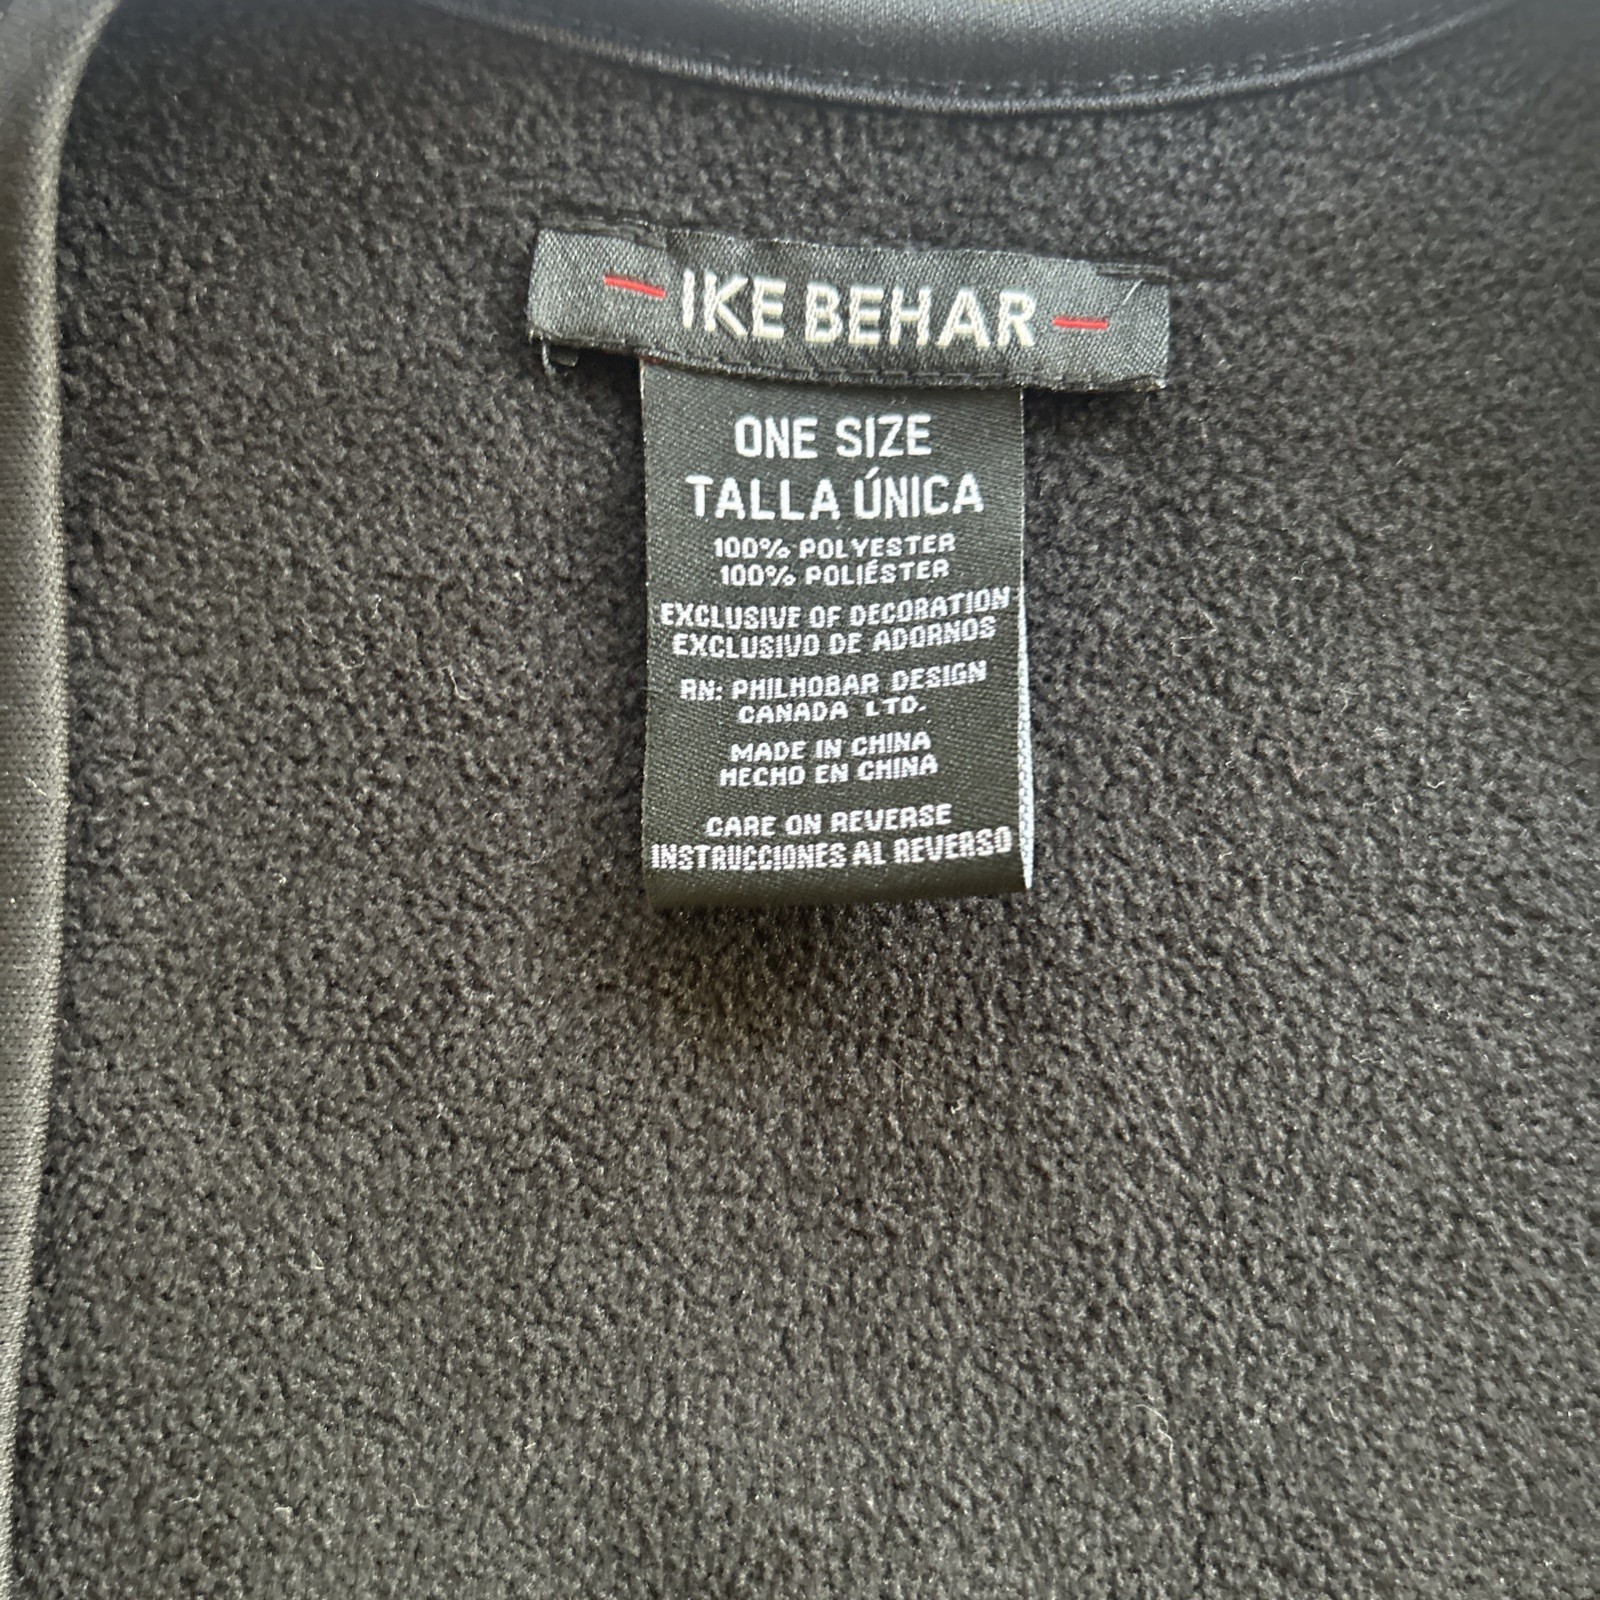 IKE BEHAR
ONE SIZE
TALLA ÚNICA
100% POLYESTER
100% POLIÉSTER
EXCLUSIVE OF DECORATION
EXCLUSIVO DE ADORNOS
RN: PHILHOBAR DESIGN
CANADA LTD.
MADE IN CHINA
HECHO EN CHINA
CARE ON REVERSE
INSTRUCCIONES AL REVERSO